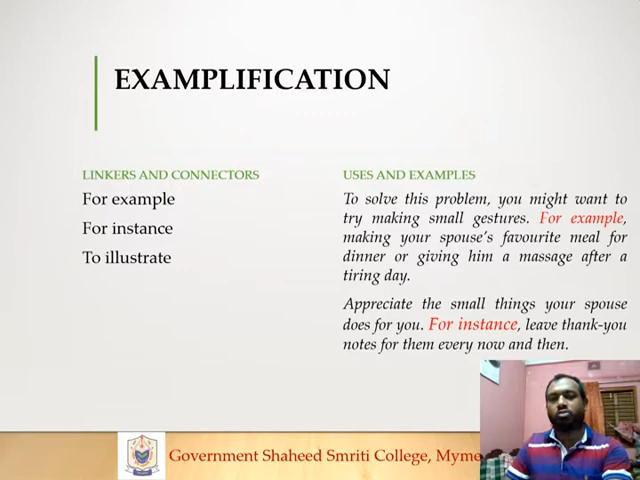 EXAMPLIFICATION
LINKERS AND CONNECTORS
For example
For instance
To illustrate
USES AND EXAMPLES
To solve this problem, you might want to
try making small gestures. For example,
making your spouse's favourite meal for
dinner or giving him a massage after a
tiring day.
Appreciate the small things your spouse
does for you. For instance, leave thank-you
notes for them every now and then.
Government Shaheed Smriti College, Myme